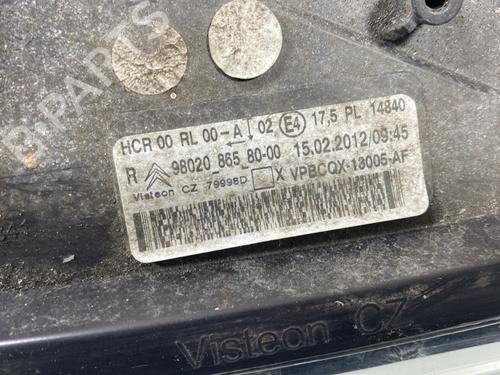 HCR 00 RL 00-A 02 E4 17,5 PL 14840
R 98020 865 80-00 15.02.2012/09:45
Visteon CZ 79998D X VPBCQX-13005-AF
Visteon CZ
B-PARTS